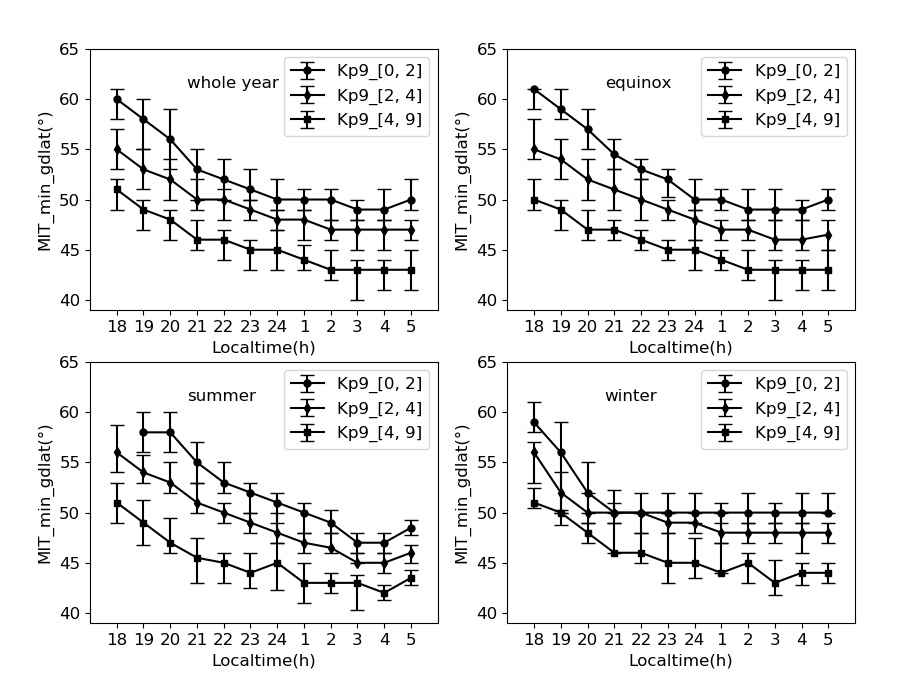 65
60
55
50
45
40
MIT_min_gdlat(°)
whole year
Kp9_[0, 2]
Kp9_[2, 4]
Kp9_[4, 9]
18 19 20 21 22 23 24 1 2 3 4 5
Localtime(h)
65
60
55
50
45
40
MIT_min_gdlat(°)
equinox
Kp9_[0, 2]
Kp9_[2, 4]
Kp9_[4, 9]
18 19 20 21 22 23 24 1 2 3 4 5
Localtime(h)
65
60
55
50
45
40
MIT_min_gdlat(°)
summer
Kp9_[0, 2]
Kp9_[2, 4]
Kp9_[4, 9]
18 19 20 21 22 23 24 1 2 3 4 5
Localtime(h)
65
60
55
50
45
40
MIT_min_gdlat(°)
winter
Kp9_[0, 2]
Kp9_[2, 4]
Kp9_[4, 9]
18 19 20 21 22 23 24 1 2 3 4 5
Localtime(h)